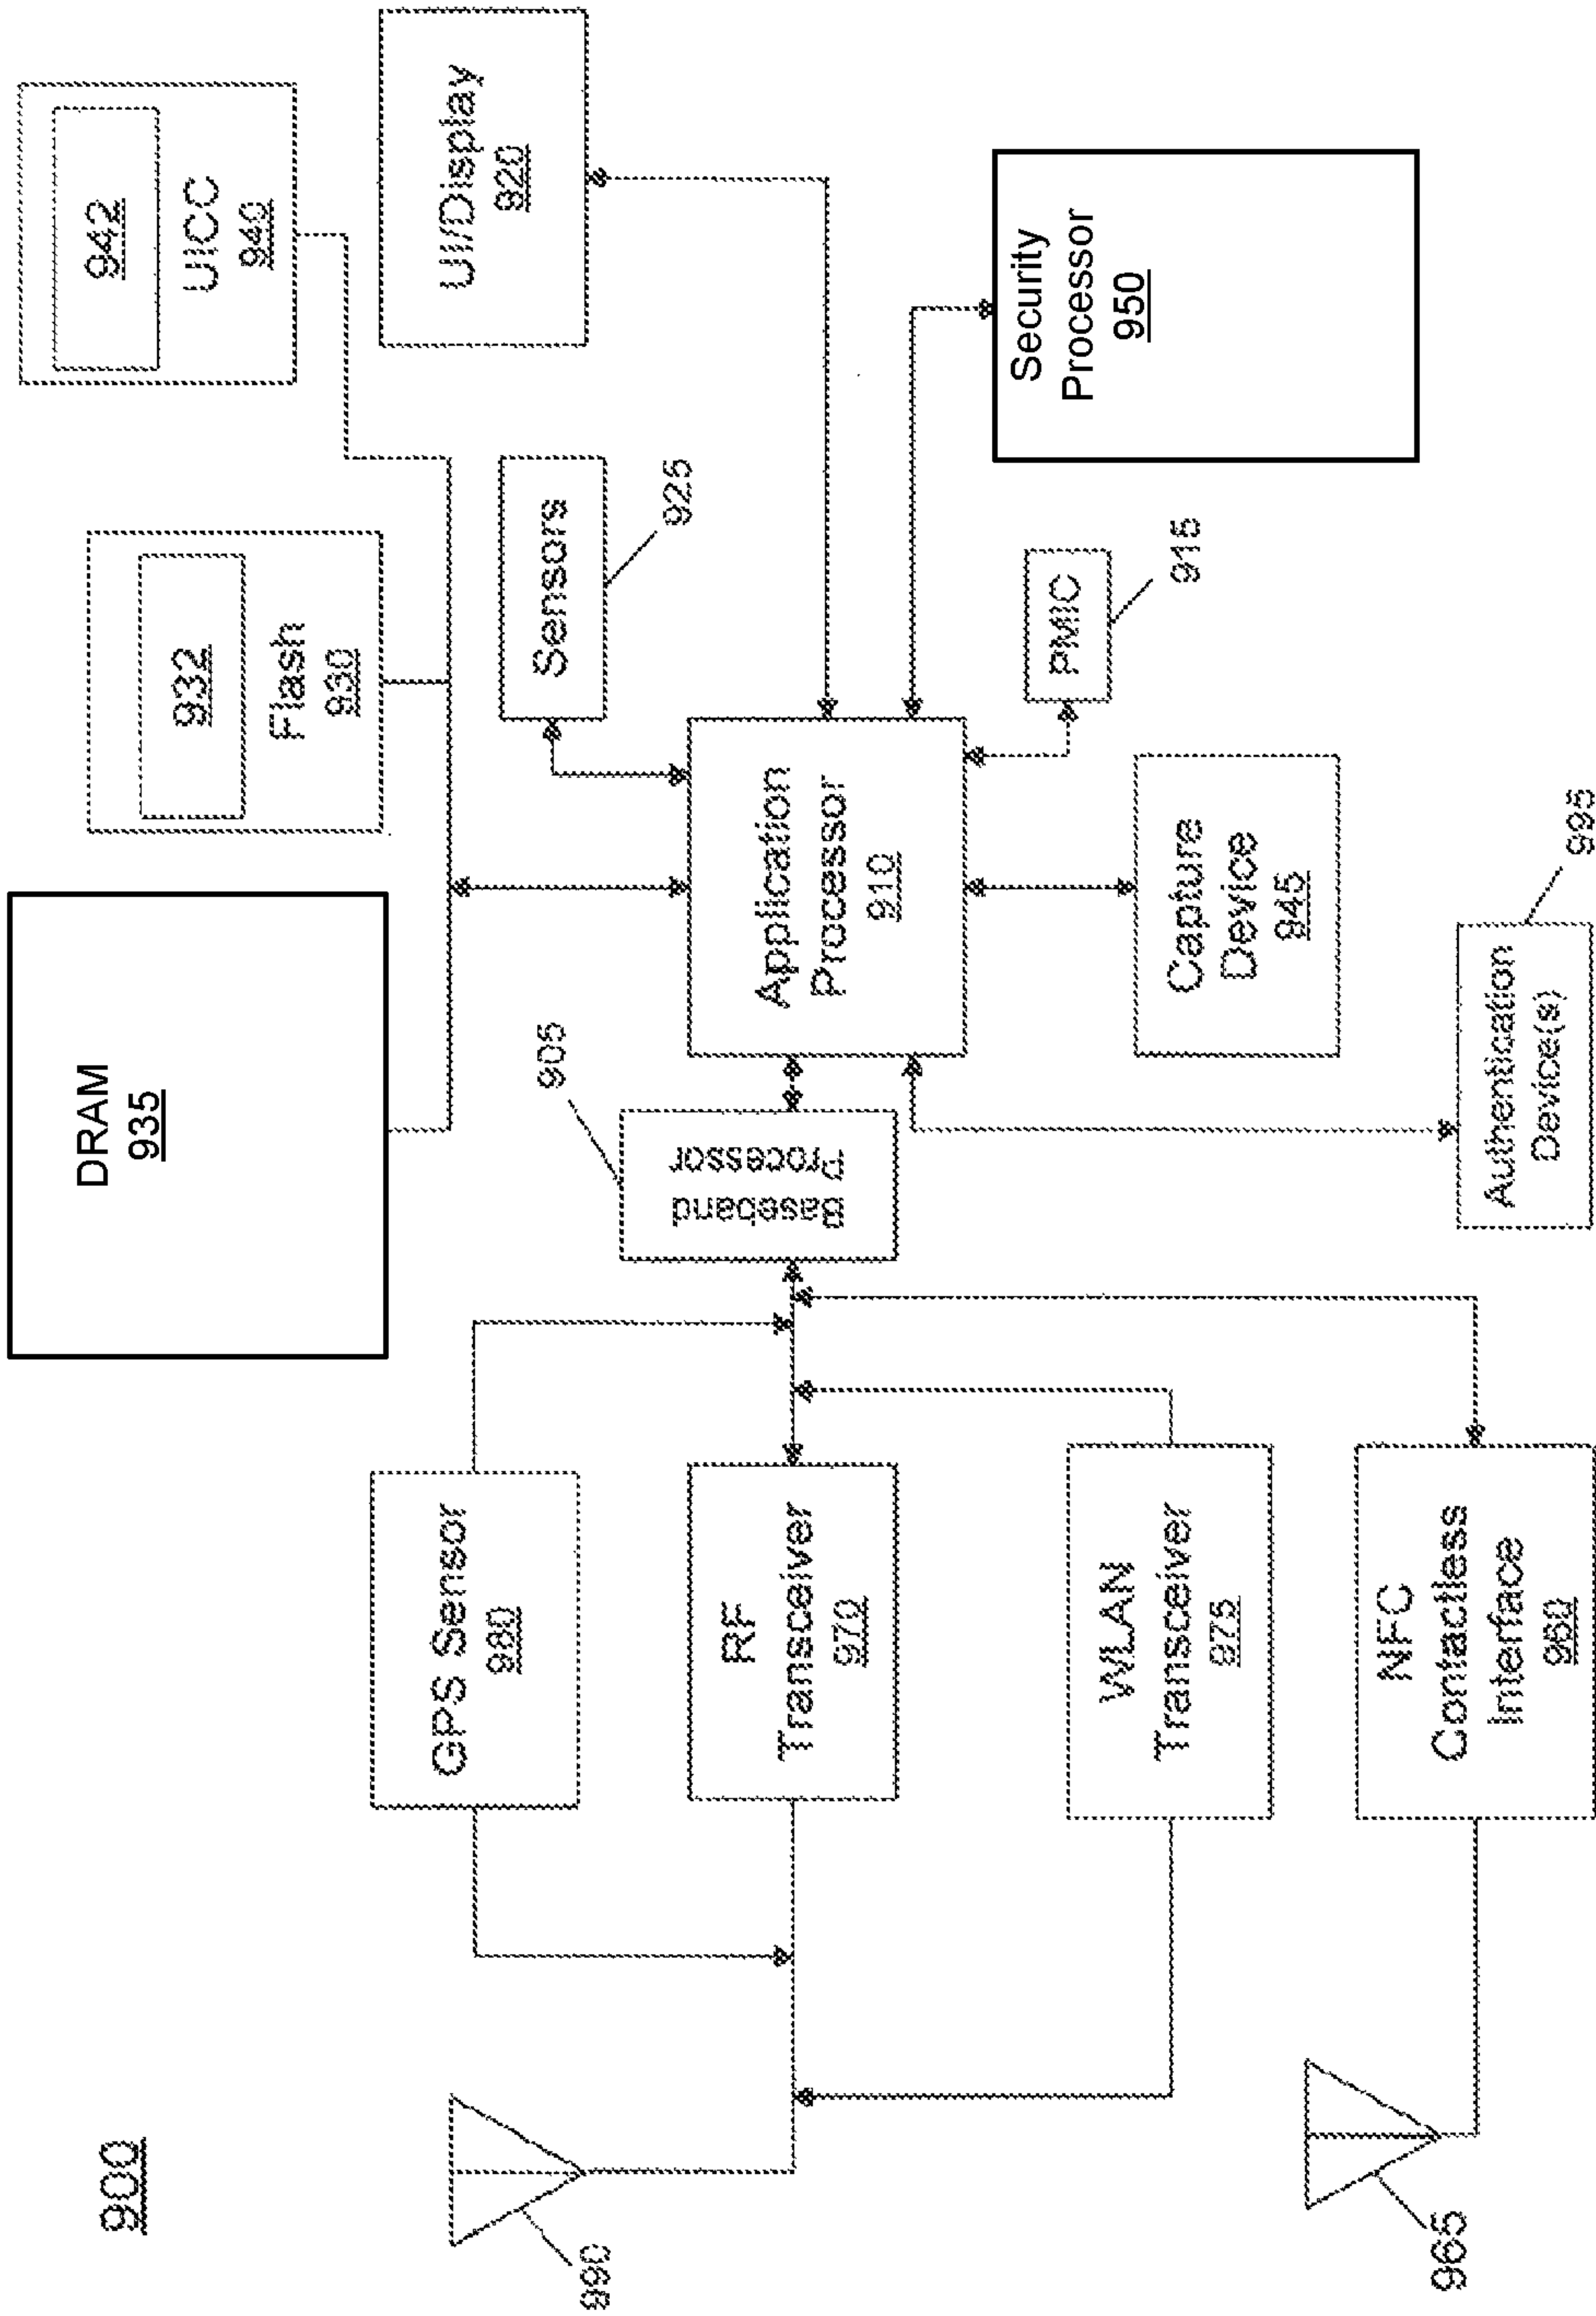 900
990
965
GPS Sensor
980
RF
Transceiver
970
WLAN
Transceiver
975
NFC
Contactless
Interface
960
905
Baseband
Processor
DRAM
935
932
Flash
930
942
UICC
940
Sensors
925
UI/Display
920
Application
Processor
910
Security
Processor
950
PMIC
915
Capture
Device
945
Authentication
Device(s)
995